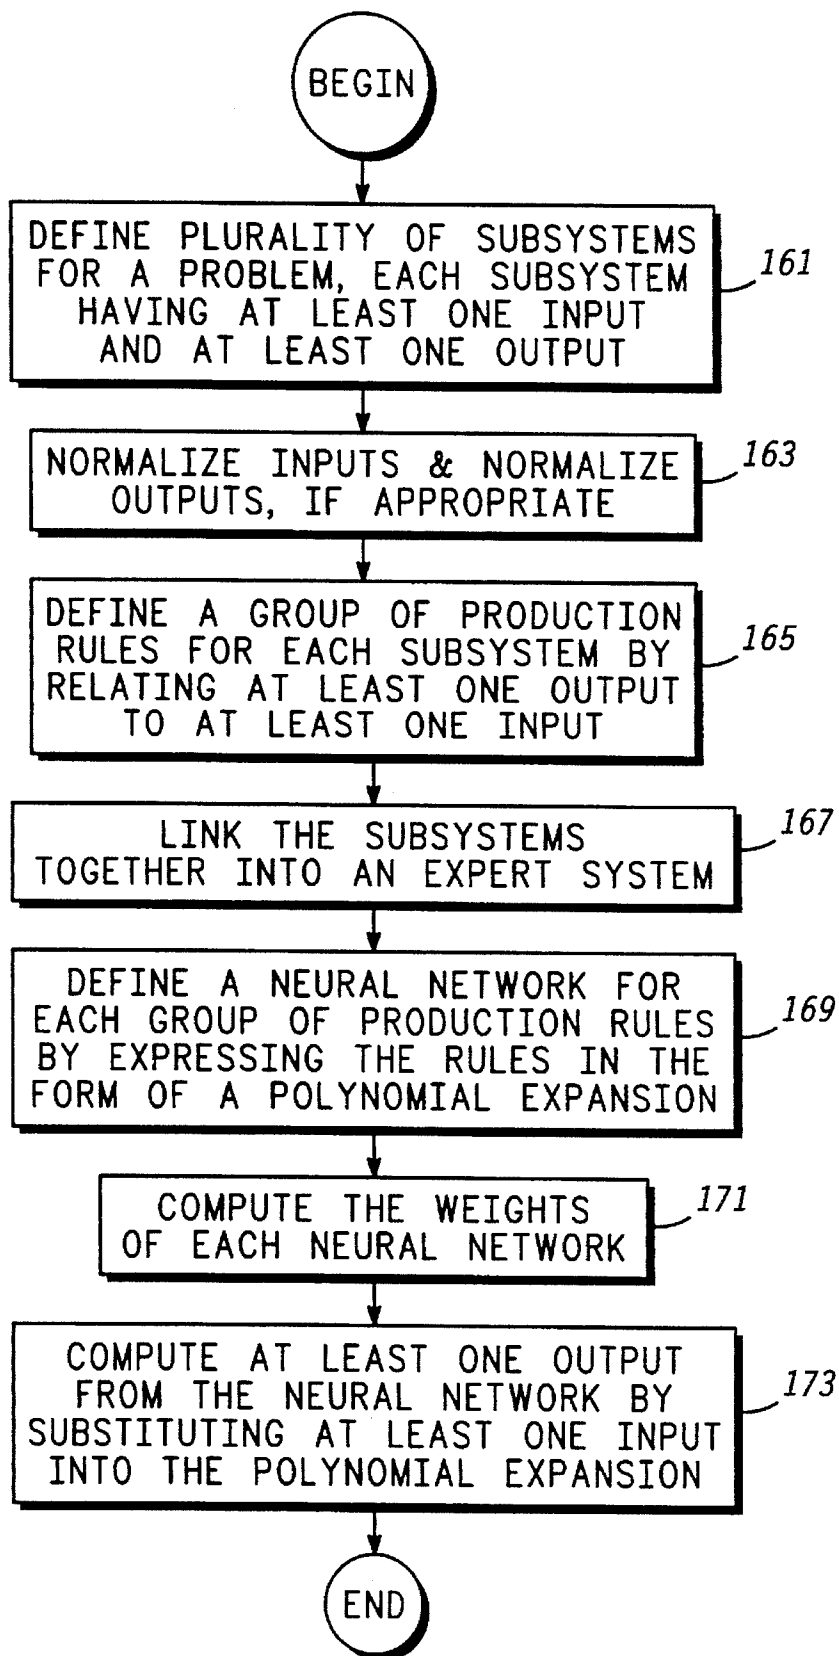 BEGIN
DEFINE PLURALITY OF SUBSYSTEMS
FOR A PROBLEM, EACH SUBSYSTEM
HAVING AT LEAST ONE INPUT
AND AT LEAST ONE OUTPUT
161
NORMALIZE INPUTS & NORMALIZE
OUTPUTS, IF APPROPRIATE
163
DEFINE A GROUP OF PRODUCTION
RULES FOR EACH SUBSYSTEM BY
RELATING AT LEAST ONE OUTPUT
TO AT LEAST ONE INPUT
165
LINK THE SUBSYSTEMS
TOGETHER INTO AN EXPERT SYSTEM
167
DEFINE A NEURAL NETWORK FOR
EACH GROUP OF PRODUCTION RULES
BY EXPRESSING THE RULES IN THE
FORM OF A POLYNOMIAL EXPANSION
169
COMPUTE THE WEIGHTS
OF EACH NEURAL NETWORK
171
COMPUTE AT LEAST ONE OUTPUT
FROM THE NEURAL NETWORK BY
SUBSTITUTING AT LEAST ONE INPUT
INTO THE POLYNOMIAL EXPANSION
173
END